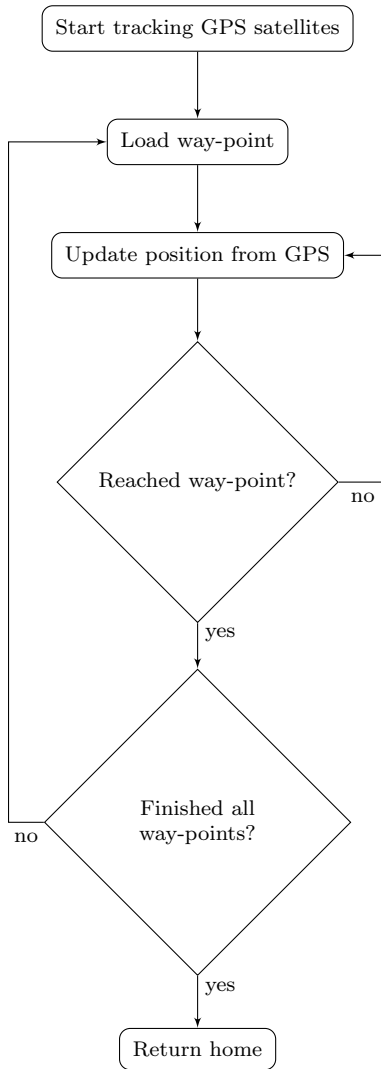 Start tracking GPS satellites
Load way-point
Update position from GPS
Reached way-point?
no
yes
Finished all
way-points?
no
yes
Return home